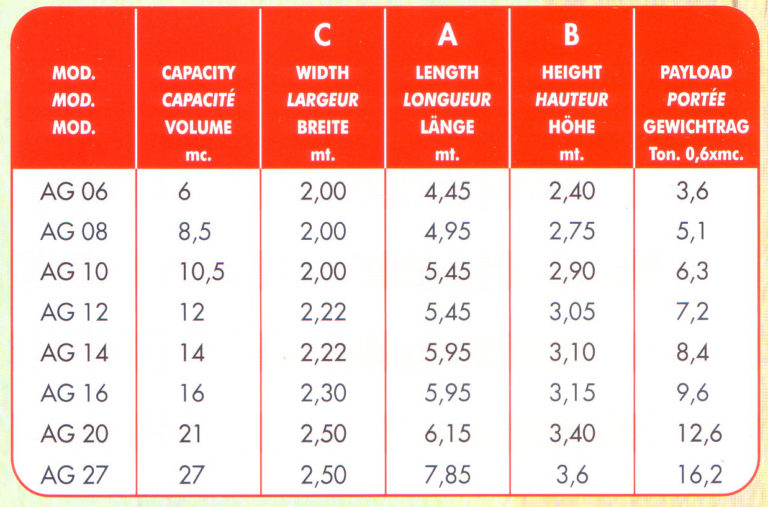 C A B
MOD. CAPACITY WIDTH LENGTH HEIGHT PAYLOAD
MOD. CAPACITÉ LARGEUR LONGUEUR HAUTEUR PORTÉE
MOD. VOLUME BREITE LÄNGE HÖHE GEWICHTRAG
mc. mt. mt. mt. Ton. 0,6xmc.
AG 06 6 2,00 4,45 2,40 3,6
AG 08 8,5 2,00 4,95 2,75 5,1
AG 10 10,5 2,00 5,45 2,90 6,3
AG 12 12 2,22 5,45 3,05 7,2
AG 14 14 2,22 5,95 3,10 8,4
AG 16 16 2,30 5,95 3,15 9,6
AG 20 21 2,50 6,15 3,40 12,6
AG 27 27 2,50 7,85 3,6 16,2